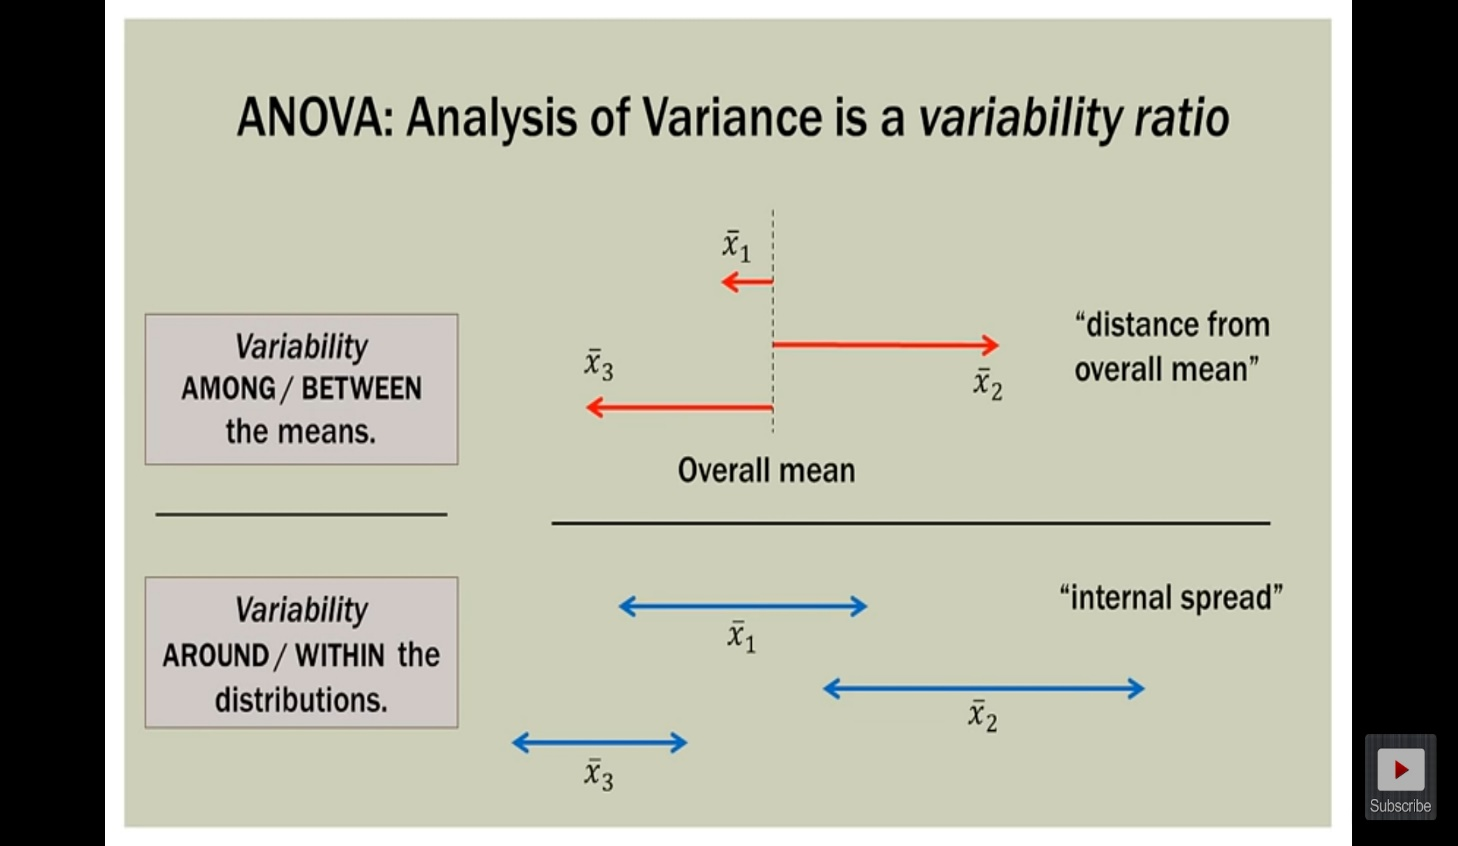 ANOVA: Analysis of Variance is a variability ratio
x̄₁
Variability
AMONG / BETWEEN
the means.
x̄₃
x̄₂
“distance from
overall mean”
Overall mean
Variability
AROUND / WITHIN the
distributions.
“internal spread”
x̄₁
x̄₂
x̄₃
Subscribe